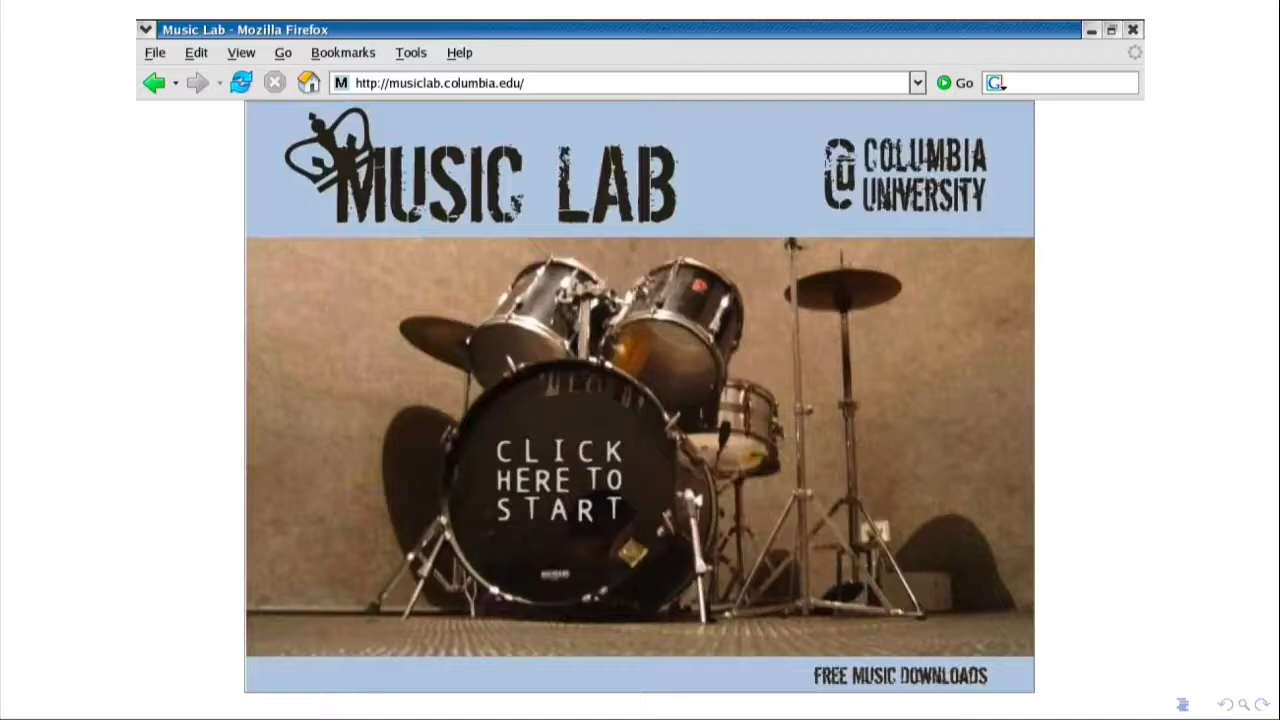 Music Lab - Mozilla Firefox
File Edit View Go Bookmarks Tools Help
M http://musiclab.columbia.edu/ Go G
MUSIC LAB
@ COLUMBIA
UNIVERSITY
CLICK
HERE TO
START
FREE MUSIC DOWNLOADS